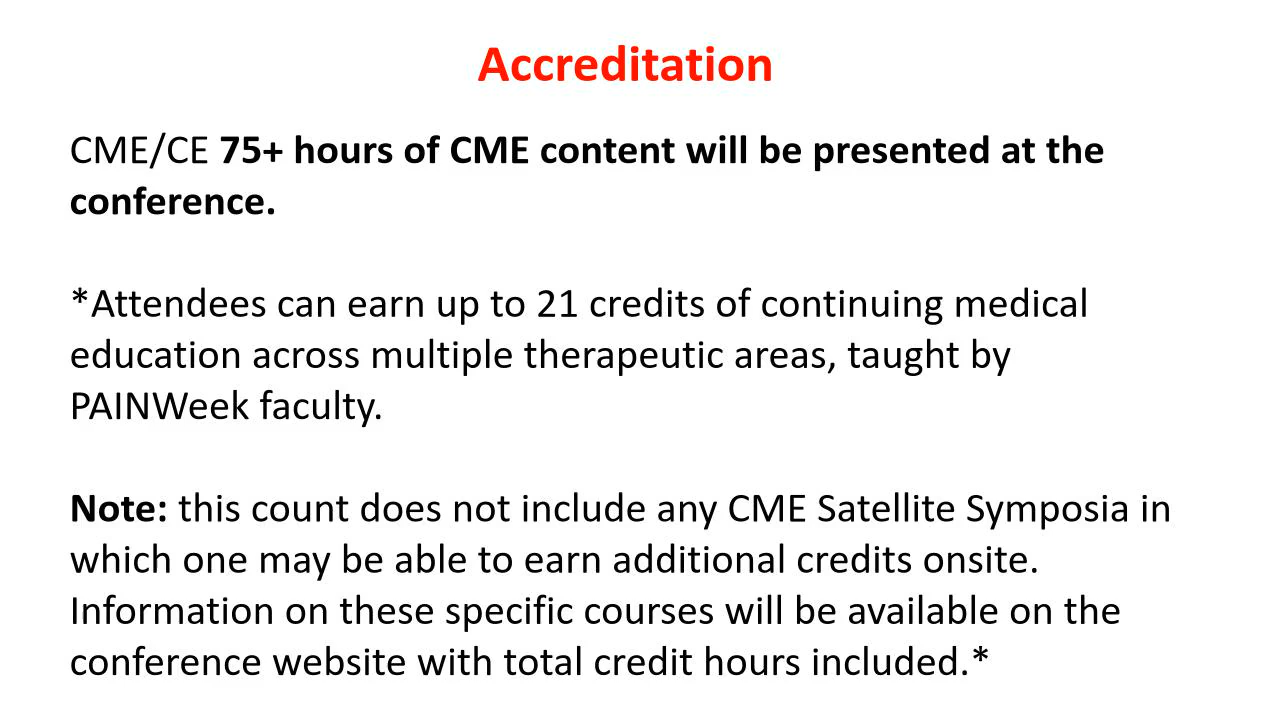 Accreditation
CME/CE 75+ hours of CME content will be presented at the
conference.
*Attendees can earn up to 21 credits of continuing medical
education across multiple therapeutic areas, taught by
PAINWeek faculty.
Note: this count does not include any CME Satellite Symposia in
which one may be able to earn additional credits onsite.
Information on these specific courses will be available on the
conference website with total credit hours included.*